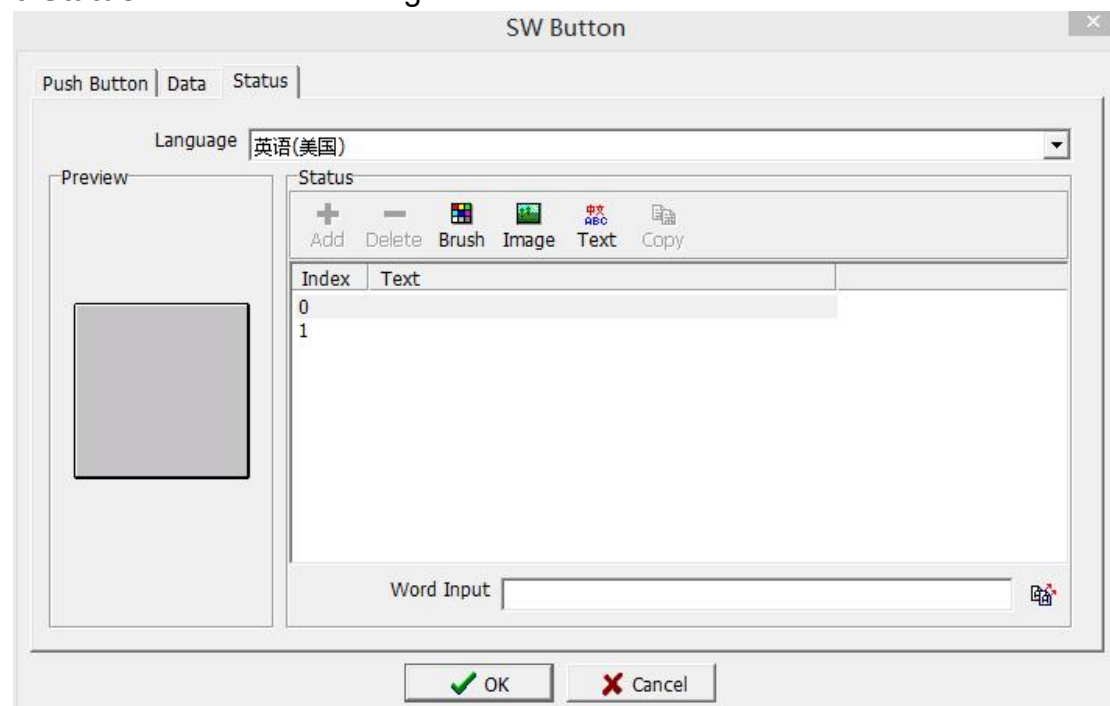 SW Button
Push Button Data Status
Language 英语(美国)
Preview
Status
Add Delete Brush Image 中文 ABC Text Copy
Index Text
0
1
Word Input
OK Cancel